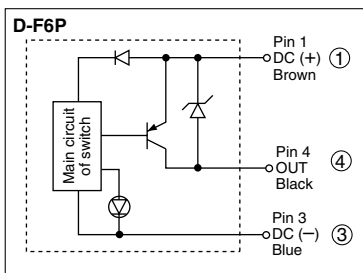 D-F6P
Pin 1
DC (+) ①
Brown
Main circuit
of switch
Pin 4
OUT ④
Black
Pin 3
DC (−) ③
Blue